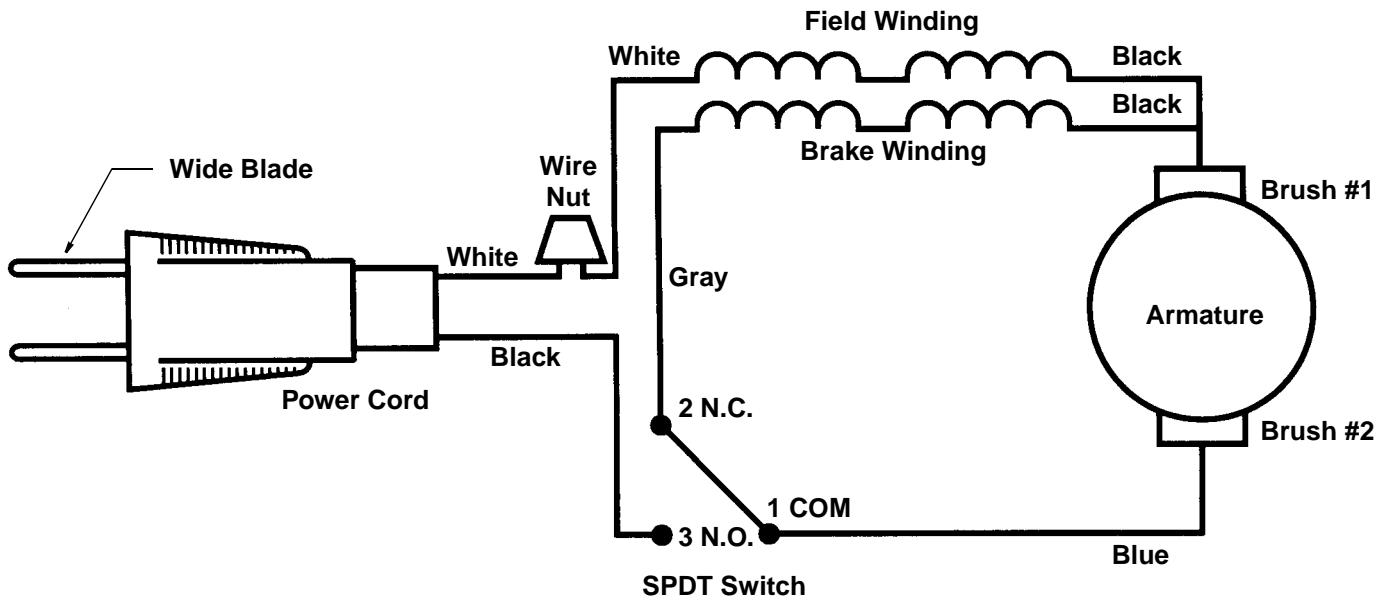 Field Winding
White
Black
Black
Brake Winding
Wide Blade
Wire
Nut
Brush #1
White
Gray
Armature
Black
Power Cord
2 N.C.
Brush #2
1 COM
3 N.O.
Blue
SPDT Switch